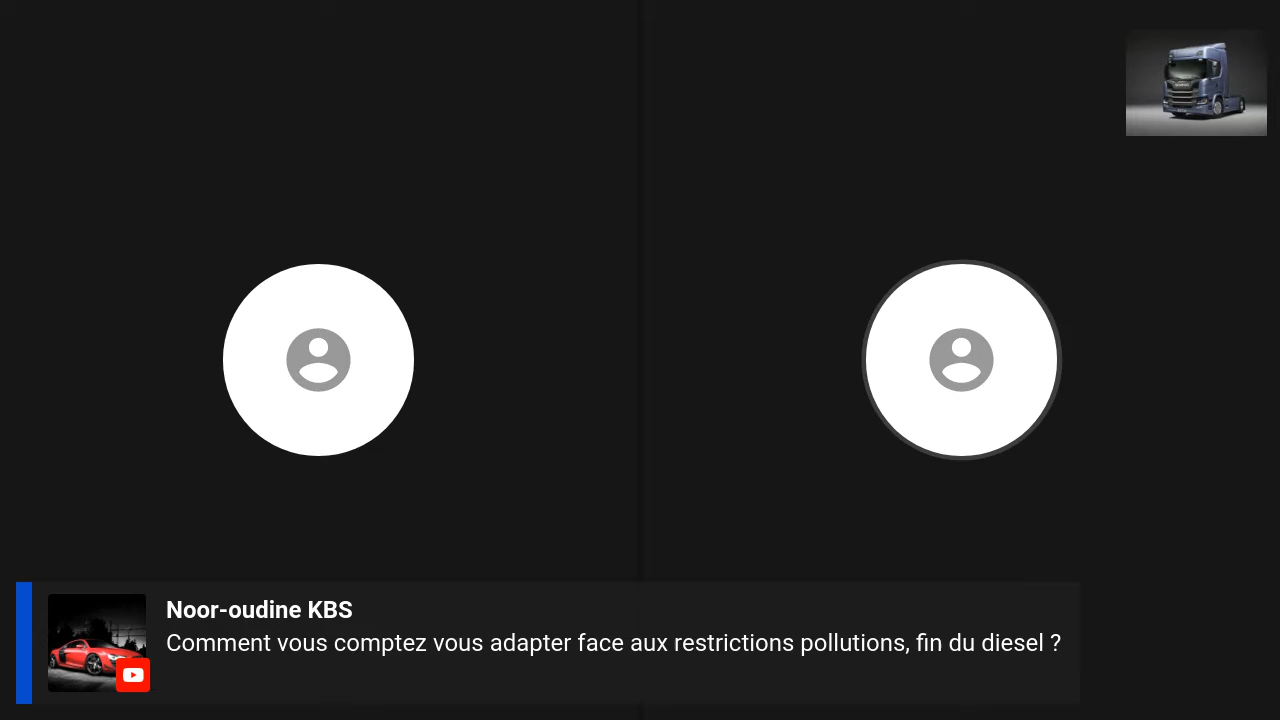 Noor-oudine KBS
Comment vous comptez vous adapter face aux restrictions pollutions, fin du diesel ?